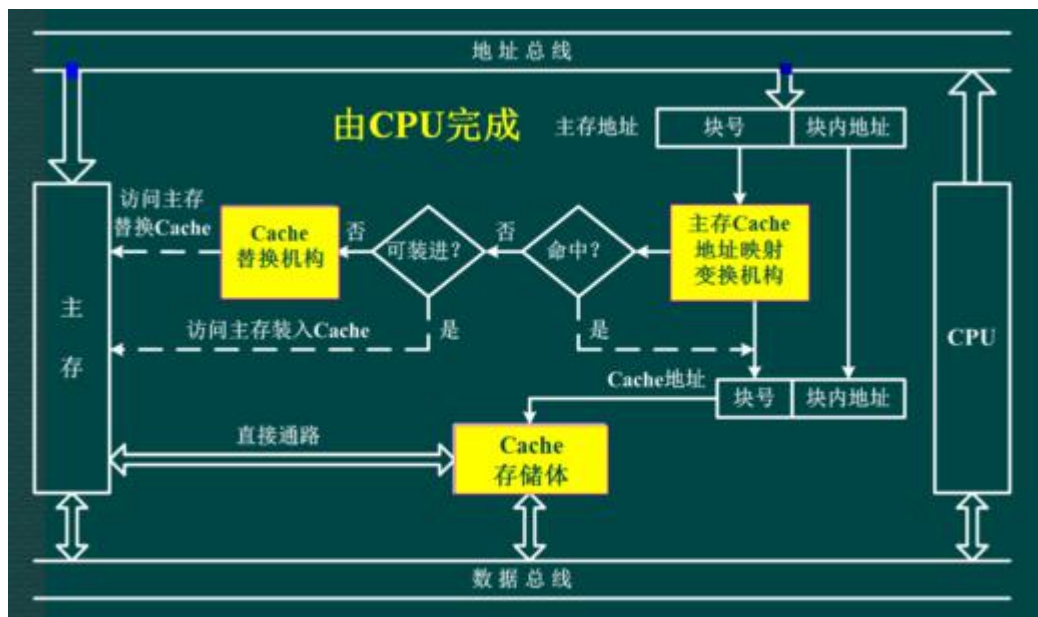 地址总线
由CPU完成
主存地址
块号
块内地址
访问主存
替换Cache
Cache
替换机构
否
可装进？
否
命中？
主存Cache
地址映射
变换机构
主
存
访问主存装入Cache
是
是
CPU
Cache地址
块号
块内地址
直接通路
Cache
存储体
数据总线